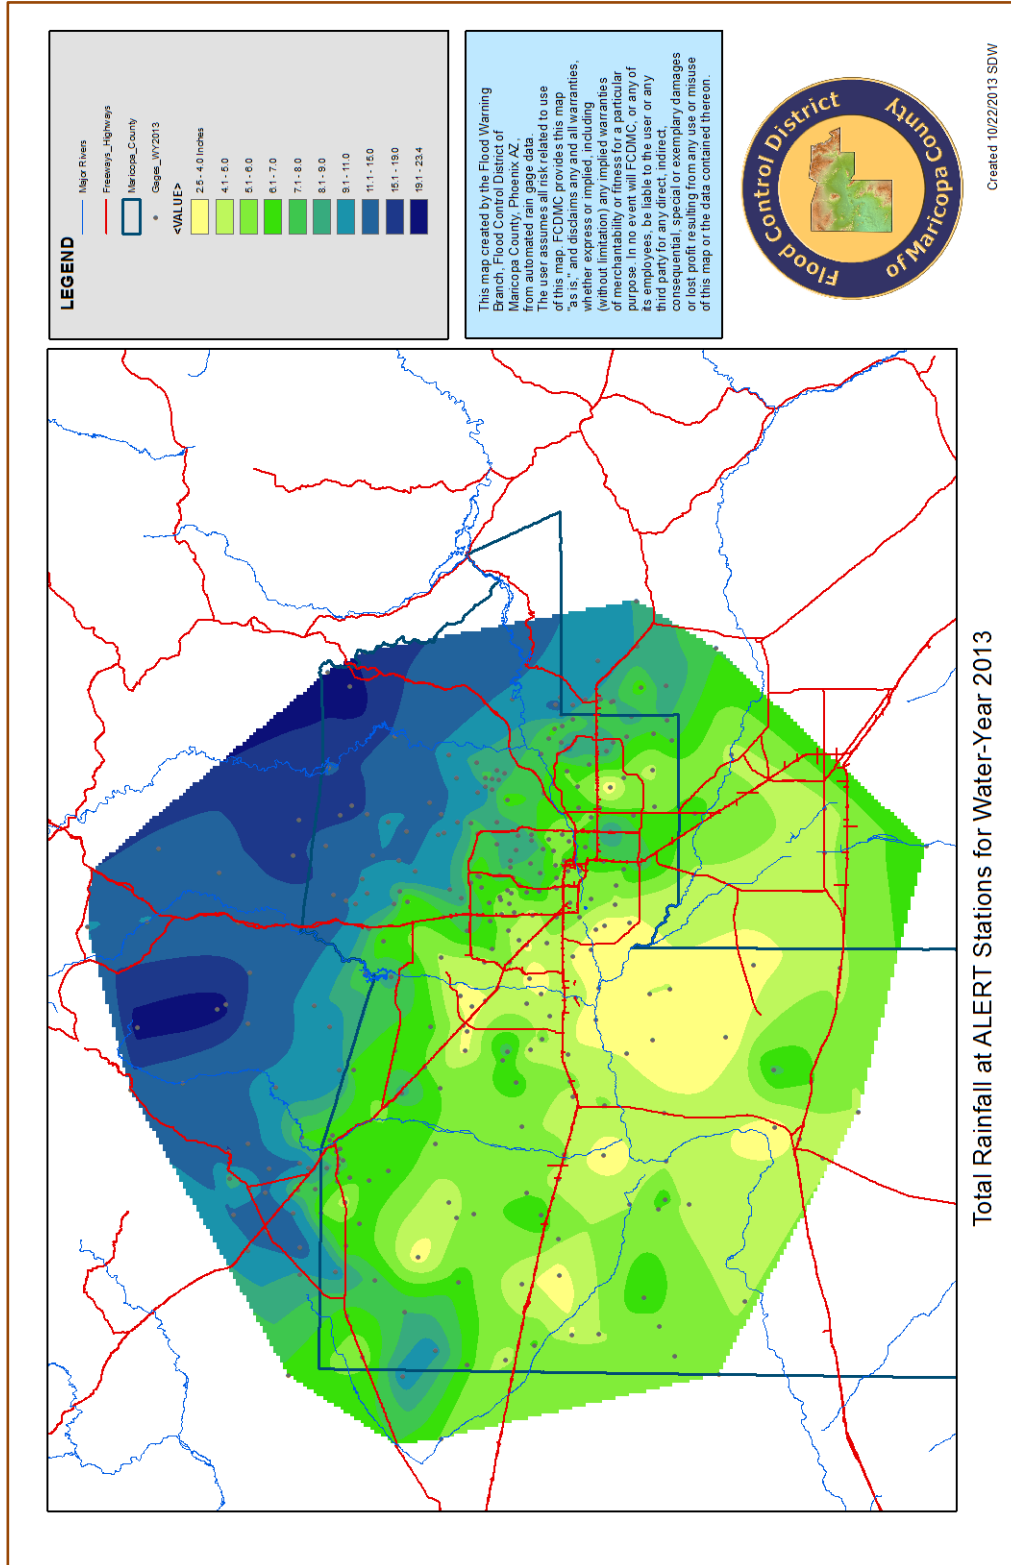 LEGEND
Major Rivers
Freeways_Highways
Maricopa_County
Gages_WY2013
<VALUE>
2.5 - 4.0 Inches
4.1 - 5.0
5.1 - 6.0
6.1 - 7.0
7.1 - 8.0
8.1 - 9.0
9.1 - 11.0
11.1 - 15.0
15.1 - 19.0
19.1 - 23.4
This map created by the Flood Warning
Branch, Flood Control District of
Maricopa County, Phoenix, AZ,
from automated rain gage data.
The user assumes all risk related to use
of this map. FCDMC provides this map
"as is," and disclaims any and all warranties,
whether express or implied, including
(without limitation) any implied warranties
of merchantability or fitness for a particular
purpose. In no event will FCDMC, or any of
its employees, be liable to the user or any
third party for any direct, indirect,
consequential, special or exemplary damages
or lost profit resulting from any use or misuse
of this map or the data contained thereon.
Flood Control District
of Maricopa County
Created 10/22/2013 SDW
Total Rainfall at ALERT Stations for Water-Year 2013